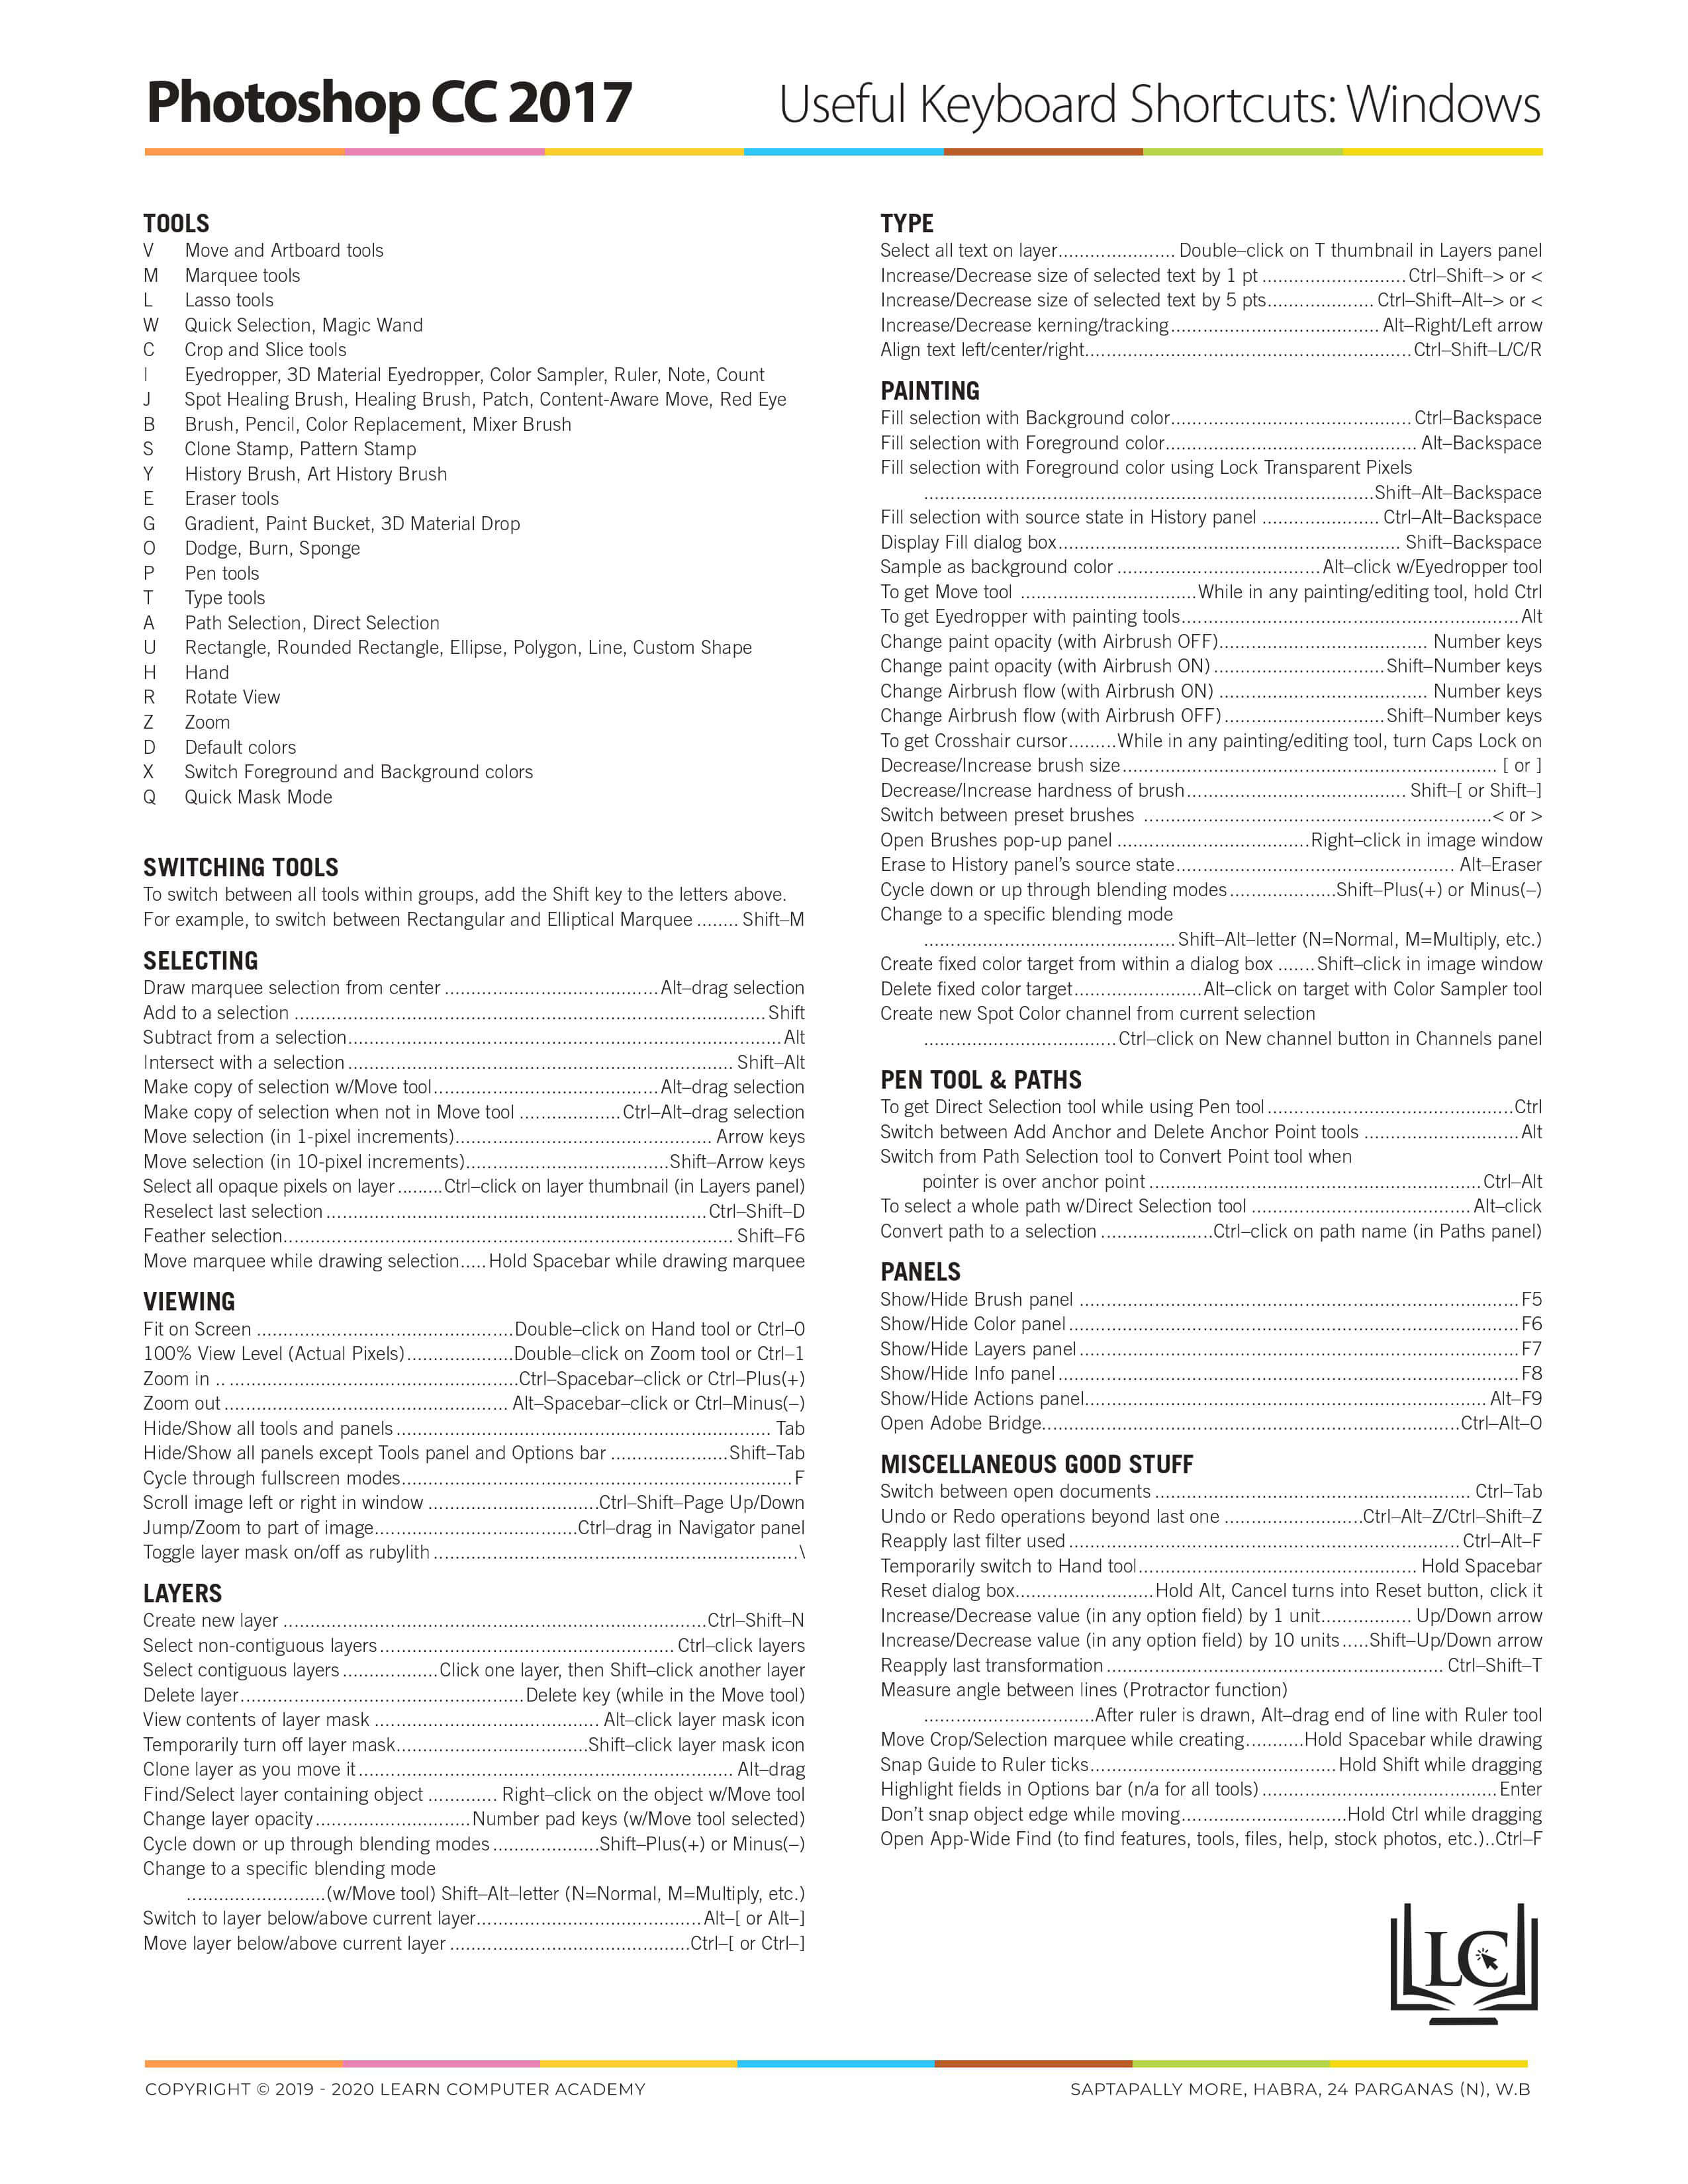 Photoshop CC 2017
Useful Keyboard Shortcuts: Windows
TOOLS
V Move and Artboard tools
M Marquee tools
L Lasso tools
W Quick Selection, Magic Wand
C Crop and Slice tools
I Eyedropper, 3D Material Eyedropper, Color Sampler, Ruler, Note, Count
J Spot Healing Brush, Healing Brush, Patch, Content-Aware Move, Red Eye
B Brush, Pencil, Color Replacement, Mixer Brush
S Clone Stamp, Pattern Stamp
Y History Brush, Art History Brush
E Eraser tools
G Gradient, Paint Bucket, 3D Material Drop
O Dodge, Burn, Sponge
P Pen tools
T Type tools
A Path Selection, Direct Selection
U Rectangle, Rounded Rectangle, Ellipse, Polygon, Line, Custom Shape
H Hand
R Rotate View
Z Zoom
D Default colors
X Switch Foreground and Background colors
Q Quick Mask Mode
SWITCHING TOOLS
To switch between all tools within groups, add the Shift key to the letters above.
For example, to switch between Rectangular and Elliptical Marquee ........ Shift–M
SELECTING
Draw marquee selection from center ........ Alt–drag selection
Add to a selection ........ Shift
Subtract from a selection ........ Alt
Intersect with a selection ........ Shift–Alt
Make copy of selection w/Move tool ........ Alt–drag selection
Make copy of selection when not in Move tool ........ Ctrl–Alt–drag selection
Move selection (in 1-pixel increments) ........ Arrow keys
Move selection (in 10-pixel increments) ........ Shift–Arrow keys
Select all opaque pixels on layer ......... Ctrl–click on layer thumbnail (in Layers panel)
Reselect last selection ........ Ctrl–Shift–D
Feather selection ........ Shift–F6
Move marquee while drawing selection ..... Hold Spacebar while drawing marquee
VIEWING
Fit on Screen ........ Double–click on Hand tool or Ctrl–0
100% View Level (Actual Pixels) ........ Double–click on Zoom tool or Ctrl–1
Zoom in ........ Ctrl–Spacebar–click or Ctrl–Plus(+)
Zoom out ........ Alt–Spacebar–click or Ctrl–Minus(–)
Hide/Show all tools and panels ........ Tab
Hide/Show all panels except Tools panel and Options bar ........ Shift–Tab
Cycle through fullscreen modes ........ F
Scroll image left or right in window ........ Ctrl–Shift–Page Up/Down
Jump/Zoom to part of image ........ Ctrl–drag in Navigator panel
Toggle layer mask on/off as rubylith ........ \
LAYERS
Create new layer ........ Ctrl–Shift–N
Select non-contiguous layers ........ Ctrl–click layers
Select contiguous layers ........ Click one layer, then Shift–click another layer
Delete layer ........ Delete key (while in the Move tool)
View contents of layer mask ........ Alt–click layer mask icon
Temporarily turn off layer mask ........ Shift–click layer mask icon
Clone layer as you move it ........ Alt–drag
Find/Select layer containing object ........ Right–click on the object w/Move tool
Change layer opacity ........ Number pad keys (w/Move tool selected)
Cycle down or up through blending modes ........ Shift–Plus(+) or Minus(–)
Change to a specific blending mode
........ (w/Move tool) Shift–Alt–letter (N=Normal, M=Multiply, etc.)
Switch to layer below/above current layer ........ Alt–[ or Alt–]
Move layer below/above current layer ........ Ctrl–[ or Ctrl–]
TYPE
Select all text on layer ........ Double–click on T thumbnail in Layers panel
Increase/Decrease size of selected text by 1 pt ........ Ctrl–Shift–> or <
Increase/Decrease size of selected text by 5 pts ........ Ctrl–Shift–Alt–> or <
Increase/Decrease kerning/tracking ........ Alt–Right/Left arrow
Align text left/center/right ........ Ctrl–Shift–L/C/R
PAINTING
Fill selection with Background color ........ Ctrl–Backspace
Fill selection with Foreground color ........ Alt–Backspace
Fill selection with Foreground color using Lock Transparent Pixels
........ Shift–Alt–Backspace
Fill selection with source state in History panel ........ Ctrl–Alt–Backspace
Display Fill dialog box ........ Shift–Backspace
Sample as background color ........ Alt–click w/Eyedropper tool
To get Move tool ........ While in any painting/editing tool, hold Ctrl
To get Eyedropper with painting tools ........ Alt
Change paint opacity (with Airbrush OFF) ........ Number keys
Change paint opacity (with Airbrush ON) ........ Shift–Number keys
Change Airbrush flow (with Airbrush ON) ........ Number keys
Change Airbrush flow (with Airbrush OFF) ........ Shift–Number keys
To get Crosshair cursor ......... While in any painting/editing tool, turn Caps Lock on
Decrease/Increase brush size ........ [ or ]
Decrease/Increase hardness of brush ........ Shift–[ or Shift–]
Switch between preset brushes ........ < or >
Open Brushes pop-up panel ........ Right–click in image window
Erase to History panel's source state ........ Alt–Eraser
Cycle down or up through blending modes ........ Shift–Plus(+) or Minus(–)
Change to a specific blending mode
........ Shift–Alt–letter (N=Normal, M=Multiply, etc.)
Create fixed color target from within a dialog box ....... Shift–click in image window
Delete fixed color target ........ Alt–click on target with Color Sampler tool
Create new Spot Color channel from current selection
........ Ctrl–click on New channel button in Channels panel
PEN TOOL & PATHS
To get Direct Selection tool while using Pen tool ........ Ctrl
Switch between Add Anchor and Delete Anchor Point tools ........ Alt
Switch from Path Selection tool to Convert Point tool when
pointer is over anchor point ........ Ctrl–Alt
To select a whole path w/Direct Selection tool ........ Alt–click
Convert path to a selection ........ Ctrl–click on path name (in Paths panel)
PANELS
Show/Hide Brush panel ........ F5
Show/Hide Color panel ........ F6
Show/Hide Layers panel ........ F7
Show/Hide Info panel ........ F8
Show/Hide Actions panel ........ Alt–F9
Open Adobe Bridge ........ Ctrl–Alt–O
MISCELLANEOUS GOOD STUFF
Switch between open documents ........ Ctrl–Tab
Undo or Redo operations beyond last one ........ Ctrl–Alt–Z/Ctrl–Shift–Z
Reapply last filter used ........ Ctrl–Alt–F
Temporarily switch to Hand tool ........ Hold Spacebar
Reset dialog box ........ Hold Alt, Cancel turns into Reset button, click it
Increase/Decrease value (in any option field) by 1 unit ........ Up/Down arrow
Increase/Decrease value (in any option field) by 10 units ..... Shift–Up/Down arrow
Reapply last transformation ........ Ctrl–Shift–T
Measure angle between lines (Protractor function)
........ After ruler is drawn, Alt–drag end of line with Ruler tool
Move Crop/Selection marquee while creating ........ Hold Spacebar while drawing
Snap Guide to Ruler ticks ........ Hold Shift while dragging
Highlight fields in Options bar (n/a for all tools) ........ Enter
Don't snap object edge while moving ........ Hold Ctrl while dragging
Open App-Wide Find (to find features, tools, files, help, stock photos, etc.)..Ctrl–F
LC
COPYRIGHT © 2019 - 2020 LEARN COMPUTER ACADEMY
SAPTAPALLY MORE, HABRA, 24 PARGANAS (N), W.B